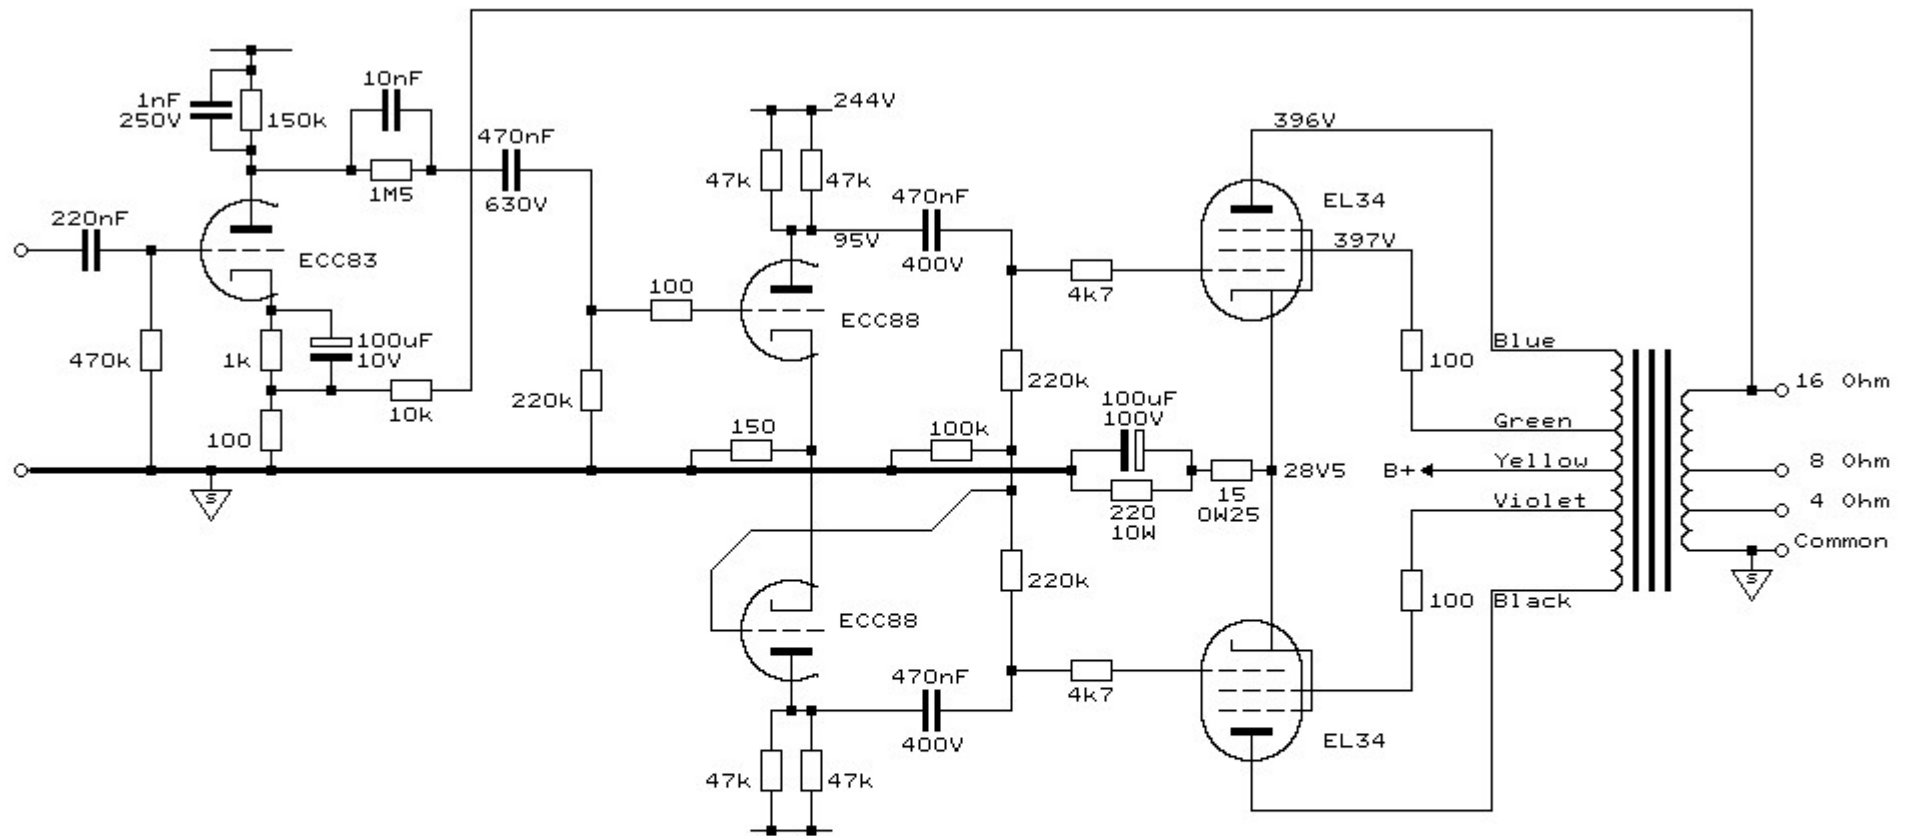 1nF
250V
150k
10nF
1M5
470nF
630V
220nF
ECC83
470k
1k
100uF
10V
10k
100
S
220k
100
244V
47k
47k
95V
470nF
400V
ECC88
150
100k
220k
4k7
396V
EL34
397V
100
100uF
100V
220
10W
15
0W25
28V5
B+
Blue
Green
Yellow
Violet
Black
16 Ohm
8 Ohm
4 Ohm
Common
S
ECC88
220k
470nF
400V
47k
47k
4k7
EL34
100